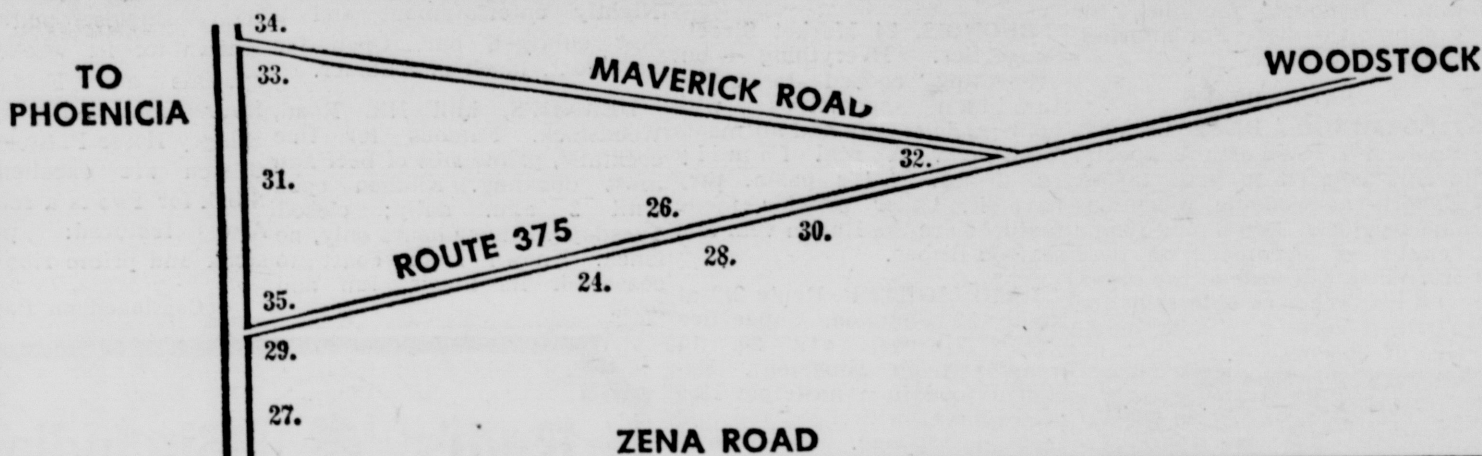 34.
TO
PHOENICIA
33.
MAVERICK ROAD
WOODSTOCK
32.
31.
26.
ROUTE 375
30.
28.
24.
35.
29.
27.
ZENA ROAD